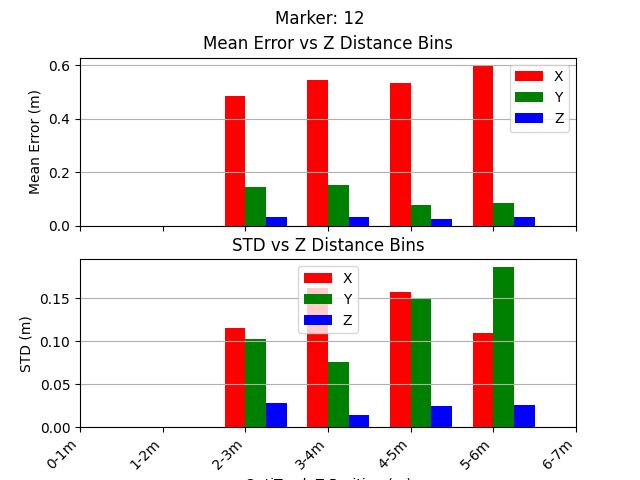 Marker: 12
Mean Error vs Z Distance Bins
Mean Error (m)
0.6
0.4
0.2
0.0
X
Y
Z
STD vs Z Distance Bins
STD (m)
0.15
0.10
0.05
0.00
X
Y
Z
0-1m
1-2m
2-3m
3-4m
4-5m
5-6m
6-7m